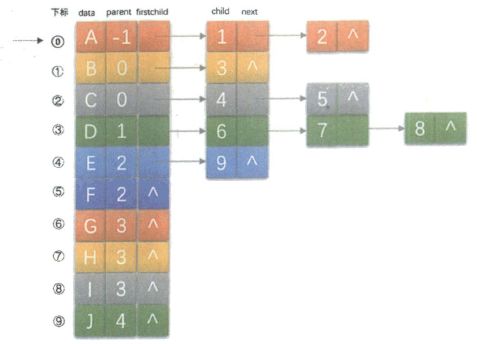 下标 data parent firstchild child next
⓪ A -1 1 2 ^
① B 0 3 ^
② C 0 4 5 ^
③ D 1 6 7 8 ^
④ E 2 9 ^
⑤ F 2 ^
⑥ G 3 ^
⑦ H 3 ^
⑧ I 3 ^
⑨ J 4 ^